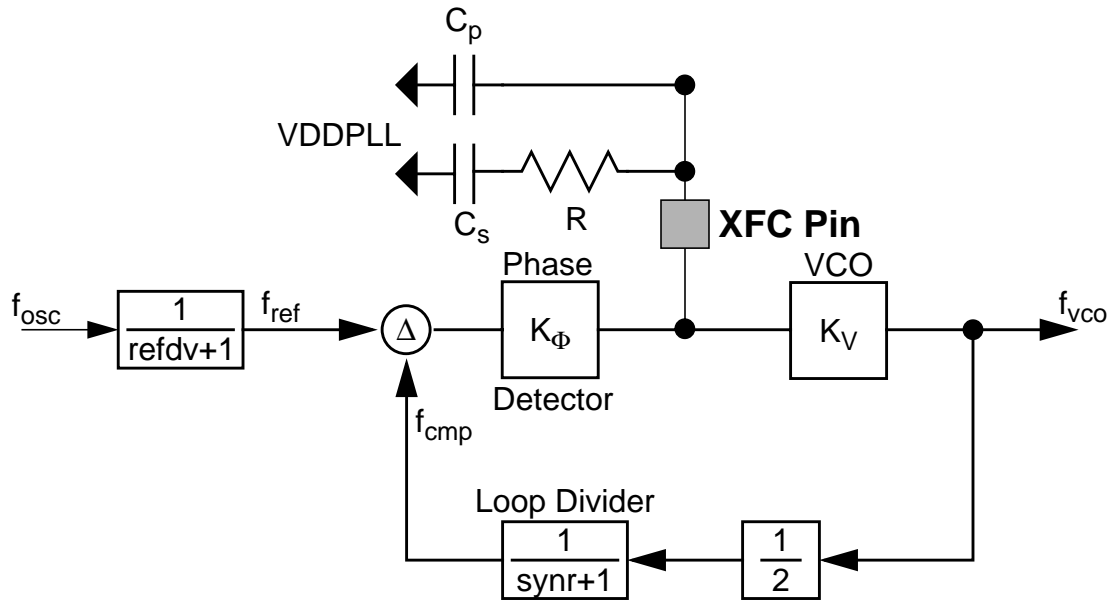 Cp
VDDPLL
Cs
R
XFC Pin
Phase
VCO
fosc
1
refdv+1
fref
Δ
KΦ
KV
fvco
Detector
fcmp
Loop Divider
1
synr+1
1
2